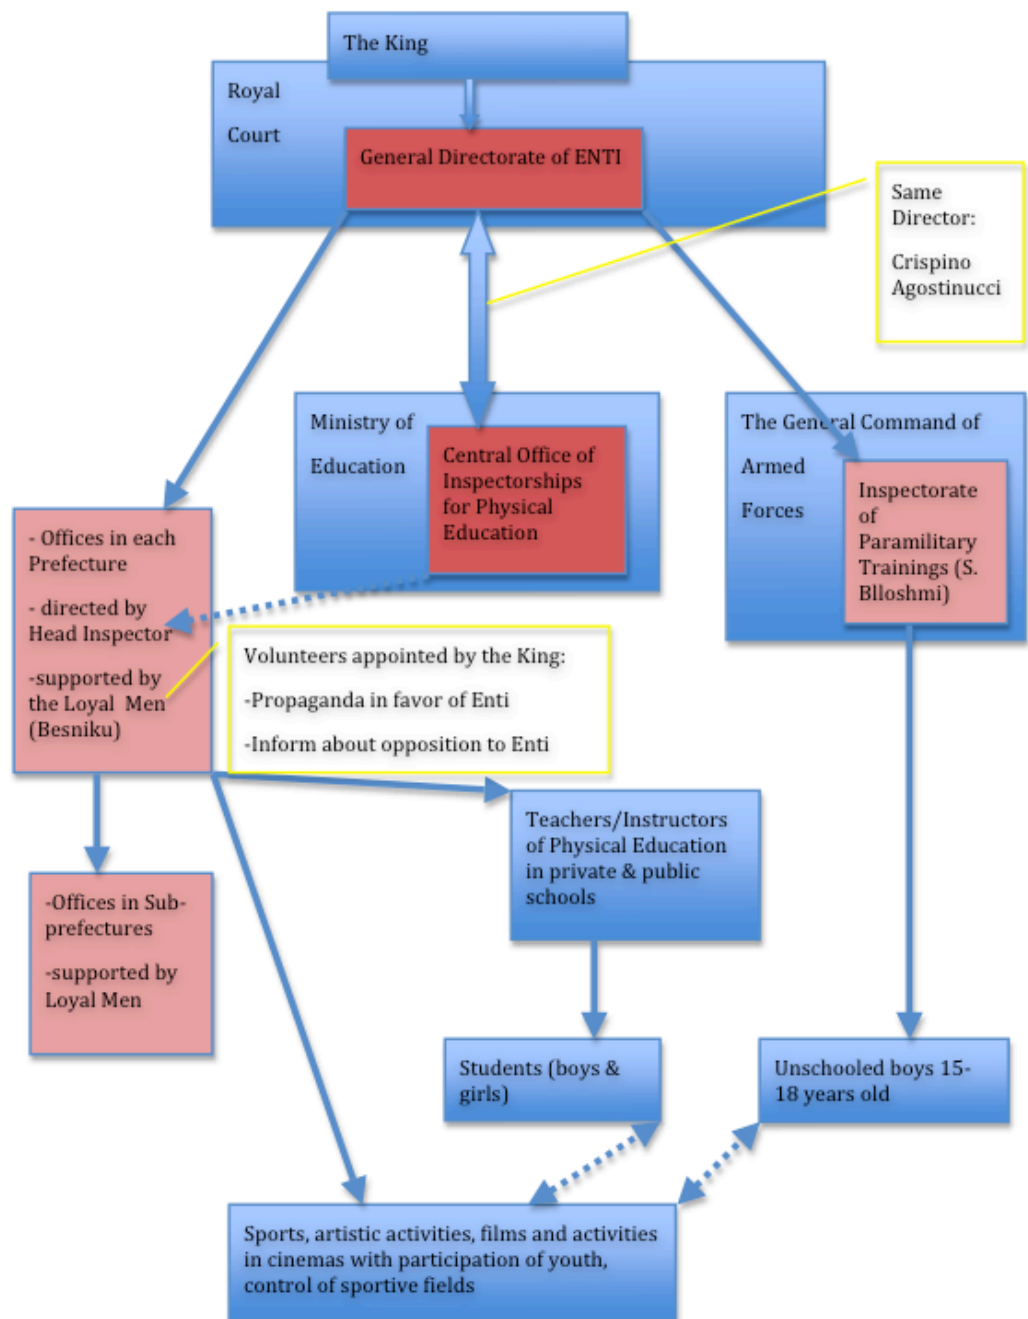 The King
Royal
Court
General Directorate of ENTI
Same
Director:
Crispino
Agostinucci
Ministry of
Education
Central Office of
Inspectorships
for Physical
Education
The General Command of
Armed
Forces
Inspectorate
of
Paramilitary
Trainings (S.
Blloshmi)
- Offices in each
Prefecture
- directed by
Head Inspector
-supported by
the Loyal Men
(Besniku)
Volunteers appointed by the King:
-Propaganda in favor of Enti
-Inform about opposition to Enti
Teachers/Instructors
of Physical Education
in private & public
schools
-Offices in Sub-
prefectures
-supported by
Loyal Men
Students (boys &
girls)
Unschooled boys 15-
18 years old
Sports, artistic activities, films and activities
in cinemas with participation of youth,
control of sportive fields